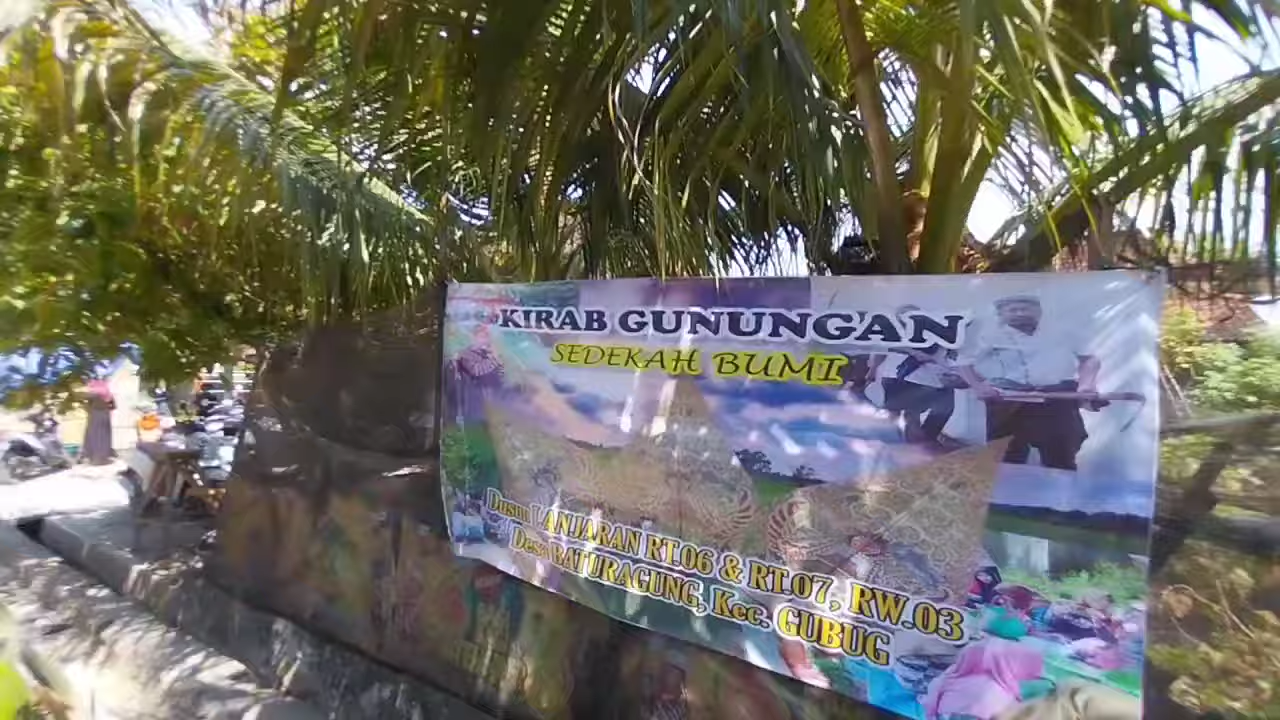 KIRAB GUNUNGAN
SEDEKAH BUMI
Dusun LANJARAN RT.06 & RT.07, RW.03
Desa BATURAGUNG, Kec. GUBUG